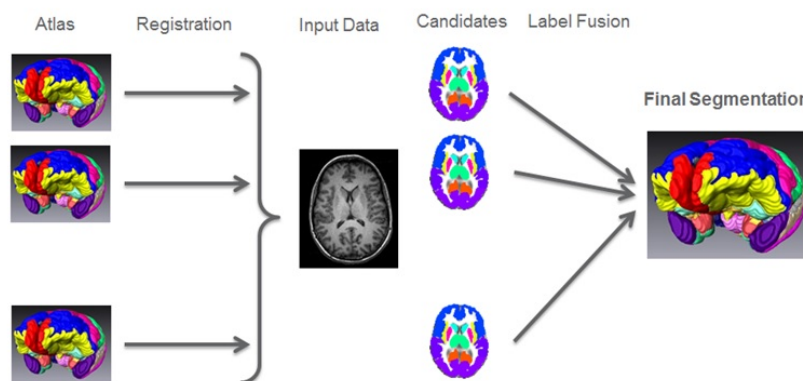 Atlas
Registration
Input Data
Candidates
Label Fusion
Final Segmentation